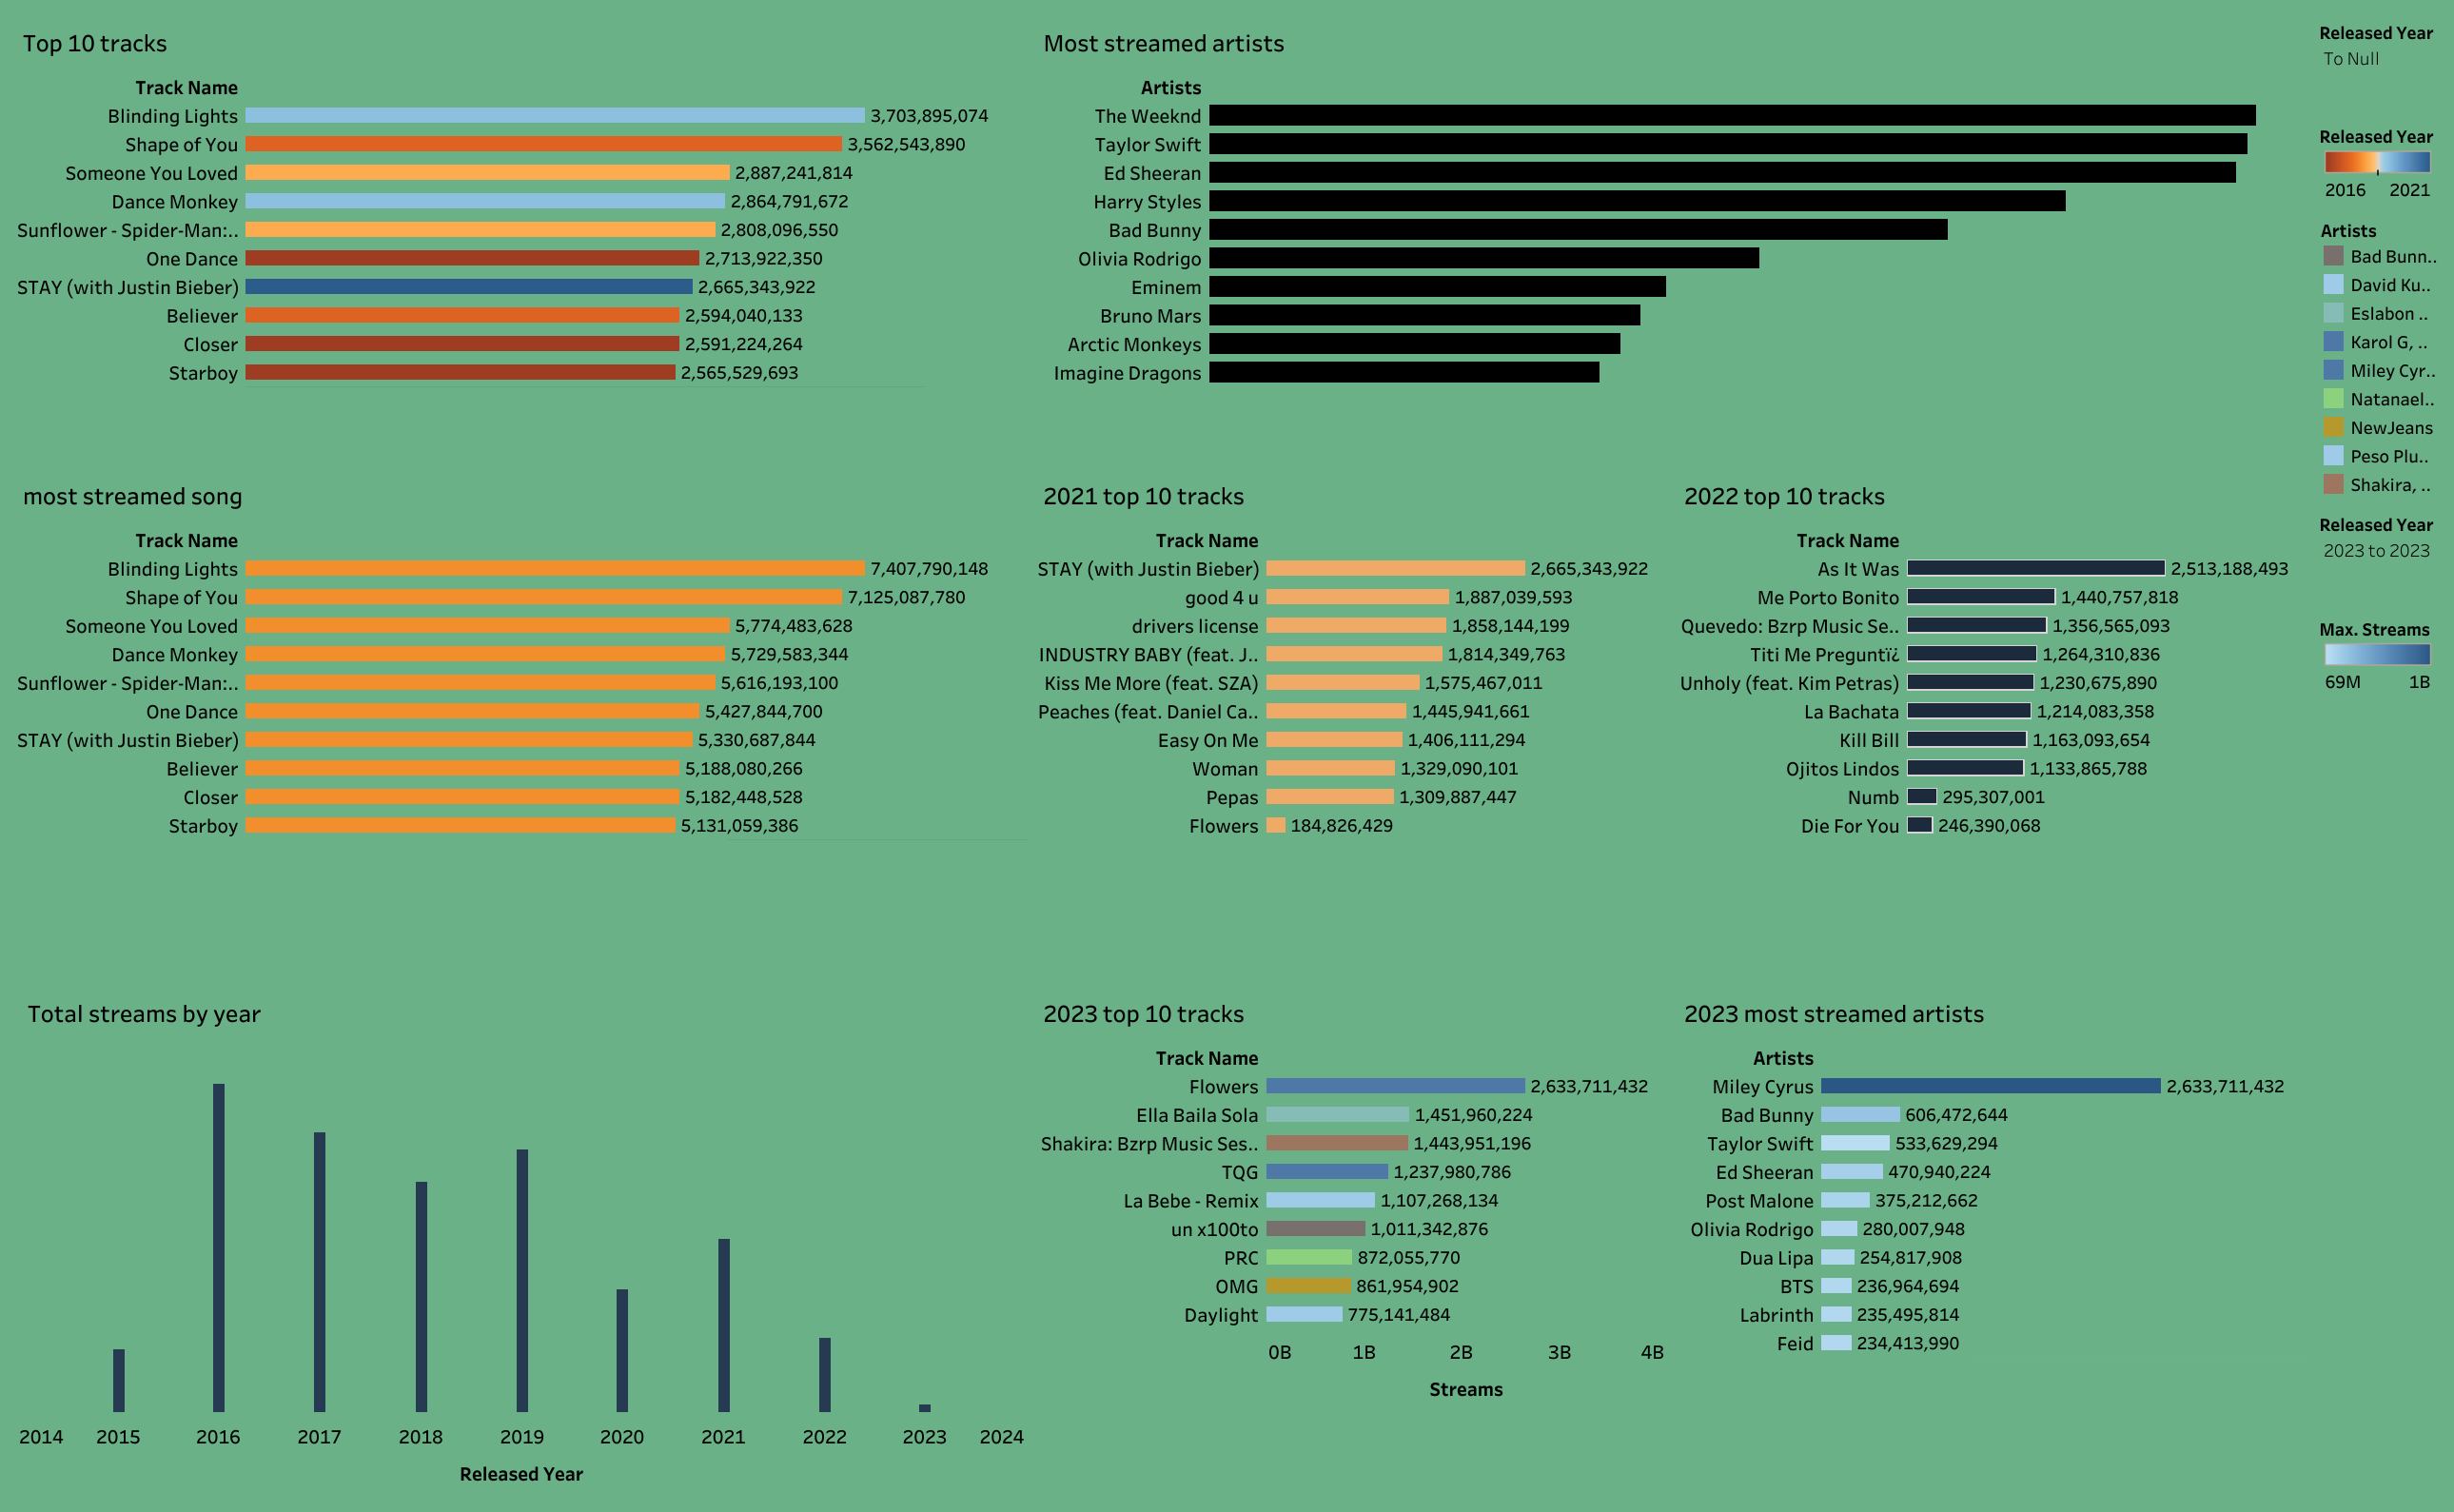 Top 10 tracks
Track Name
Blinding Lights 3,703,895,074
Shape of You 3,562,543,890
Someone You Loved 2,887,241,814
Dance Monkey 2,864,791,672
Sunflower - Spider-Man:.. 2,808,096,550
One Dance 2,713,922,350
STAY (with Justin Bieber) 2,665,343,922
Believer 2,594,040,133
Closer 2,591,224,264
Starboy 2,565,529,693
Most streamed artists
Artists
The Weeknd
Taylor Swift
Ed Sheeran
Harry Styles
Bad Bunny
Olivia Rodrigo
Eminem
Bruno Mars
Arctic Monkeys
Imagine Dragons
Released Year
To Null
Released Year
2016 2021
Artists
Bad Bunn..
David Ku..
Eslabon ..
Karol G, ..
Miley Cyr..
Natanael..
NewJeans
Peso Plu..
Shakira, ..
Released Year
2023 to 2023
Max. Streams
69M 1B
most streamed song
Track Name
Blinding Lights 7,407,790,148
Shape of You 7,125,087,780
Someone You Loved 5,774,483,628
Dance Monkey 5,729,583,344
Sunflower - Spider-Man:.. 5,616,193,100
One Dance 5,427,844,700
STAY (with Justin Bieber) 5,330,687,844
Believer 5,188,080,266
Closer 5,182,448,528
Starboy 5,131,059,386
2021 top 10 tracks
Track Name
STAY (with Justin Bieber) 2,665,343,922
good 4 u 1,887,039,593
drivers license 1,858,144,199
INDUSTRY BABY (feat. J.. 1,814,349,763
Kiss Me More (feat. SZA) 1,575,467,011
Peaches (feat. Daniel Ca.. 1,445,941,661
Easy On Me 1,406,111,294
Woman 1,329,090,101
Pepas 1,309,887,447
Flowers 184,826,429
2022 top 10 tracks
Track Name
As It Was 2,513,188,493
Me Porto Bonito 1,440,757,818
Quevedo: Bzrp Music Se.. 1,356,565,093
Titi Me Preguntï¿ 1,264,310,836
Unholy (feat. Kim Petras) 1,230,675,890
La Bachata 1,214,083,358
Kill Bill 1,163,093,654
Ojitos Lindos 1,133,865,788
Numb 295,307,001
Die For You 246,390,068
Total streams by year
2014 2015 2016 2017 2018 2019 2020 2021 2022 2023 2024
Released Year
2023 top 10 tracks
Track Name
Flowers 2,633,711,432
Ella Baila Sola 1,451,960,224
Shakira: Bzrp Music Ses.. 1,443,951,196
TQG 1,237,980,786
La Bebe - Remix 1,107,268,134
un x100to 1,011,342,876
PRC 872,055,770
OMG 861,954,902
Daylight 775,141,484
0B 1B 2B 3B 4B
Streams
2023 most streamed artists
Artists
Miley Cyrus 2,633,711,432
Bad Bunny 606,472,644
Taylor Swift 533,629,294
Ed Sheeran 470,940,224
Post Malone 375,212,662
Olivia Rodrigo 280,007,948
Dua Lipa 254,817,908
BTS 236,964,694
Labrinth 235,495,814
Feid 234,413,990